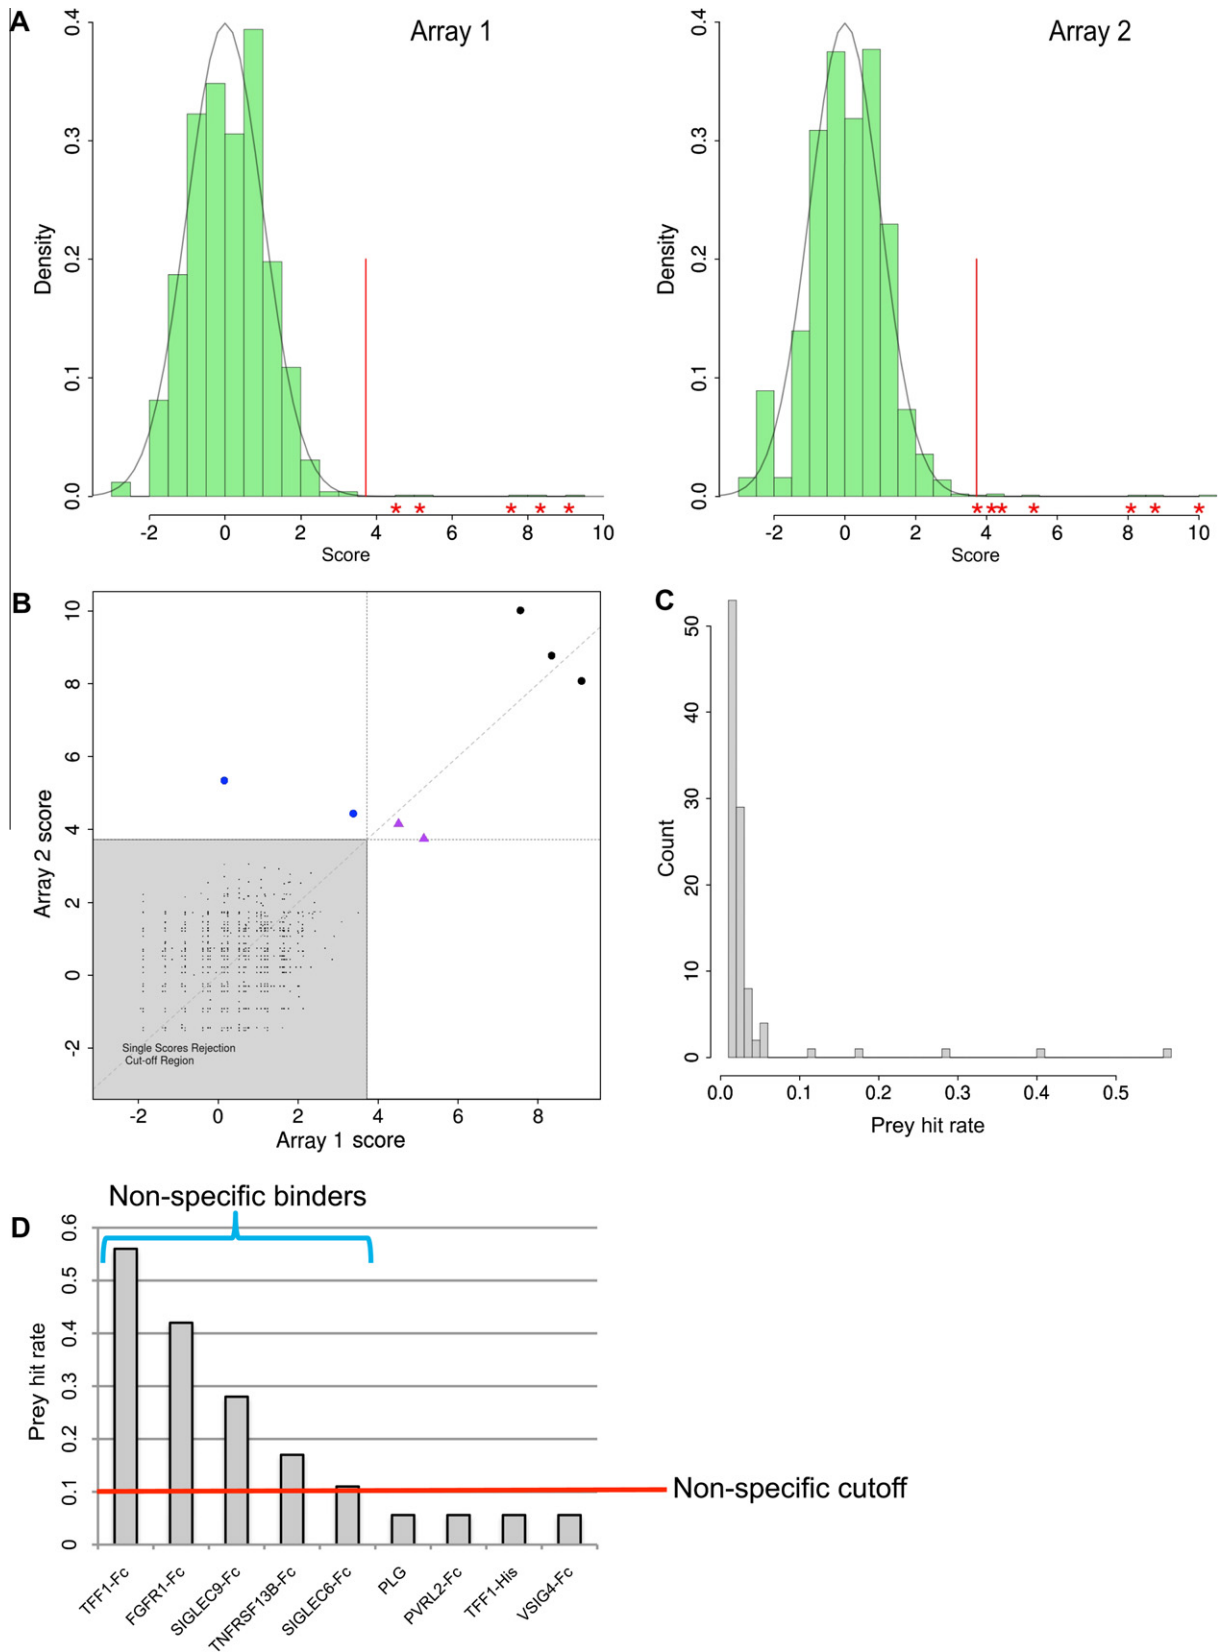 A
Array 1
Array 2
Density
0.0
0.1
0.2
0.3
0.4
-2
0
2
4
6
8
10
Score
* * * * *
Density
0.0
0.1
0.2
0.3
0.4
-2
0
2
4
6
8
10
Score
* * * * * * *
B
Array 2 score
10
8
6
4
2
0
-2
Single Scores Rejection
Cut-off Region
-2
0
2
4
6
8
Array 1 score
C
Count
50
40
30
20
10
0
0.0
0.1
0.2
0.3
0.4
0.5
Prey hit rate
D
Non-specific binders
Prey hit rate
0.6
0.5
0.4
0.3
0.2
0.1
0
Non-specific cutoff
TFF1-Fc
FGFR1-Fc
SIGLEC9-Fc
TNFRSF13B-Fc
SIGLEC6-Fc
PLG
PVRL2-Fc
TFF1-His
VSIG4-Fc